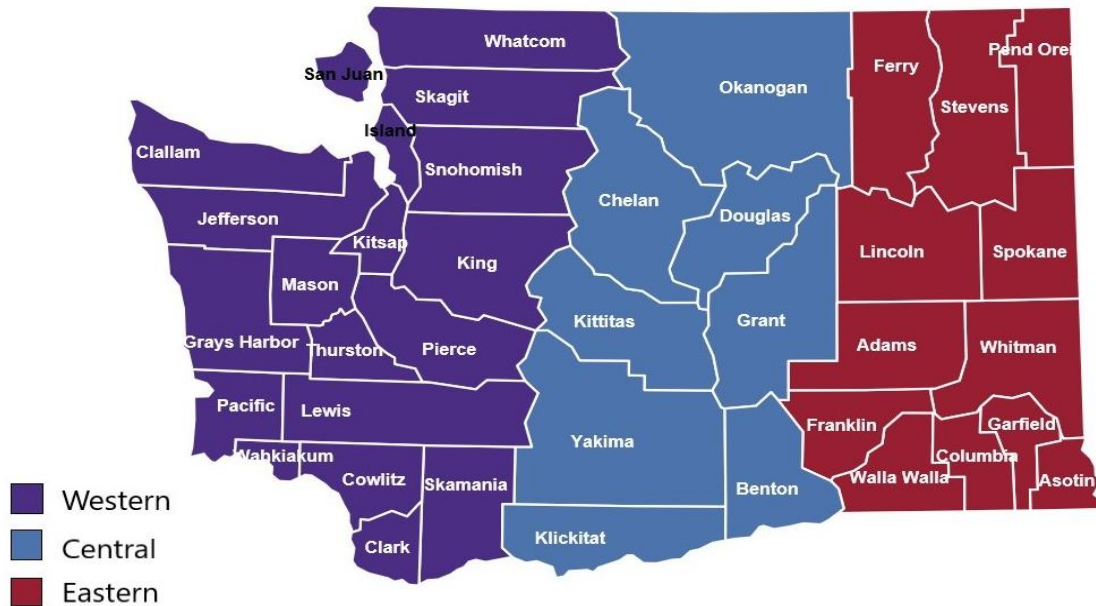 Whatcom
San Juan
Skagit
Okanogan
Ferry
Pend Orei
Stevens
Island
Clallam
Snohomish
Chelan
Douglas
Jefferson
Kitsap
King
Lincoln
Spokane
Mason
Kittitas
Grant
Grays Harbor
Thurston
Pierce
Adams
Whitman
Pacific
Lewis
Yakima
Franklin
Garfield
Wahkiakum
Columbia
Cowlitz
Skamania
Benton
Walla Walla
Asotin
Clark
Klickitat
Western
Central
Eastern